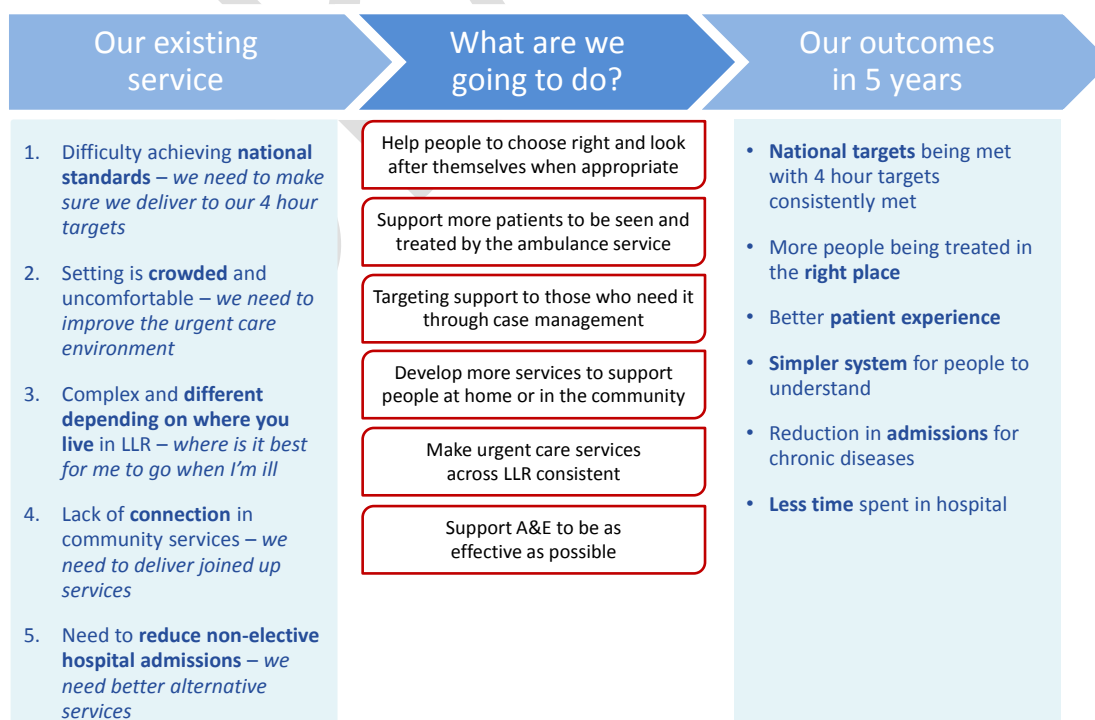 Our existing
service
What are we
going to do?
Our outcomes
in 5 years
1. Difficulty achieving national
standards – we need to make
sure we deliver to our 4 hour
targets
2. Setting is crowded and
uncomfortable – we need to
improve the urgent care
environment
3. Complex and different
depending on where you
live in LLR – where is it best
for me to go when I'm ill
4. Lack of connection in
community services – we
need to deliver joined up
services
5. Need to reduce non-elective
hospital admissions – we
need better alternative
services
Help people to choose right and look
after themselves when appropriate
Support more patients to be seen and
treated by the ambulance service
Targeting support to those who need it
through case management
Develop more services to support
people at home or in the community
Make urgent care services
across LLR consistent
Support A&E to be as
effective as possible
• National targets being met
with 4 hour targets
consistently met
• More people being treated in
the right place
• Better patient experience
• Simpler system for people to
understand
• Reduction in admissions for
chronic diseases
• Less time spent in hospital